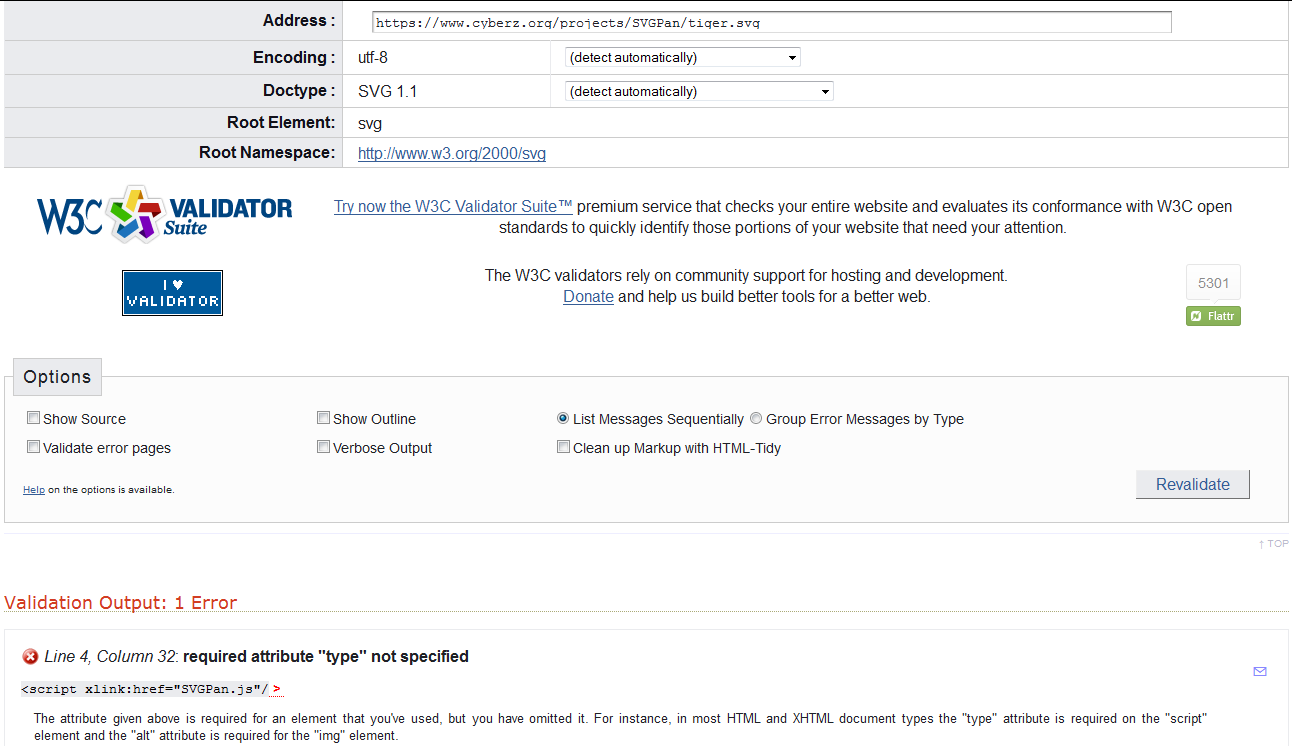 Address :
https://www.cyberz.org/projects/SVGPan/tiger.svg
Encoding :
utf-8
(detect automatically)
Doctype :
SVG 1.1
(detect automatically)
Root Element:
svg
Root Namespace:
http://www.w3.org/2000/svg
W3C VALIDATOR
Suite
Try now the W3C Validator Suite™ premium service that checks your entire website and evaluates its conformance with W3C open
standards to quickly identify those portions of your website that need your attention.
I ♥
VALIDATOR
The W3C validators rely on community support for hosting and development.
Donate and help us build better tools for a better web.
5301
Flattr
Options
Show Source
Show Outline
List Messages Sequentially
Group Error Messages by Type
Validate error pages
Verbose Output
Clean up Markup with HTML-Tidy
Help on the options is available.
Revalidate
↑ TOP
Validation Output: 1 Error
Line 4, Column 32: required attribute "type" not specified
<script xlink:href="SVGPan.js"/>
The attribute given above is required for an element that you've used, but you have omitted it. For instance, in most HTML and XHTML document types the "type" attribute is required on the "script"
element and the "alt" attribute is required for the "img" element.